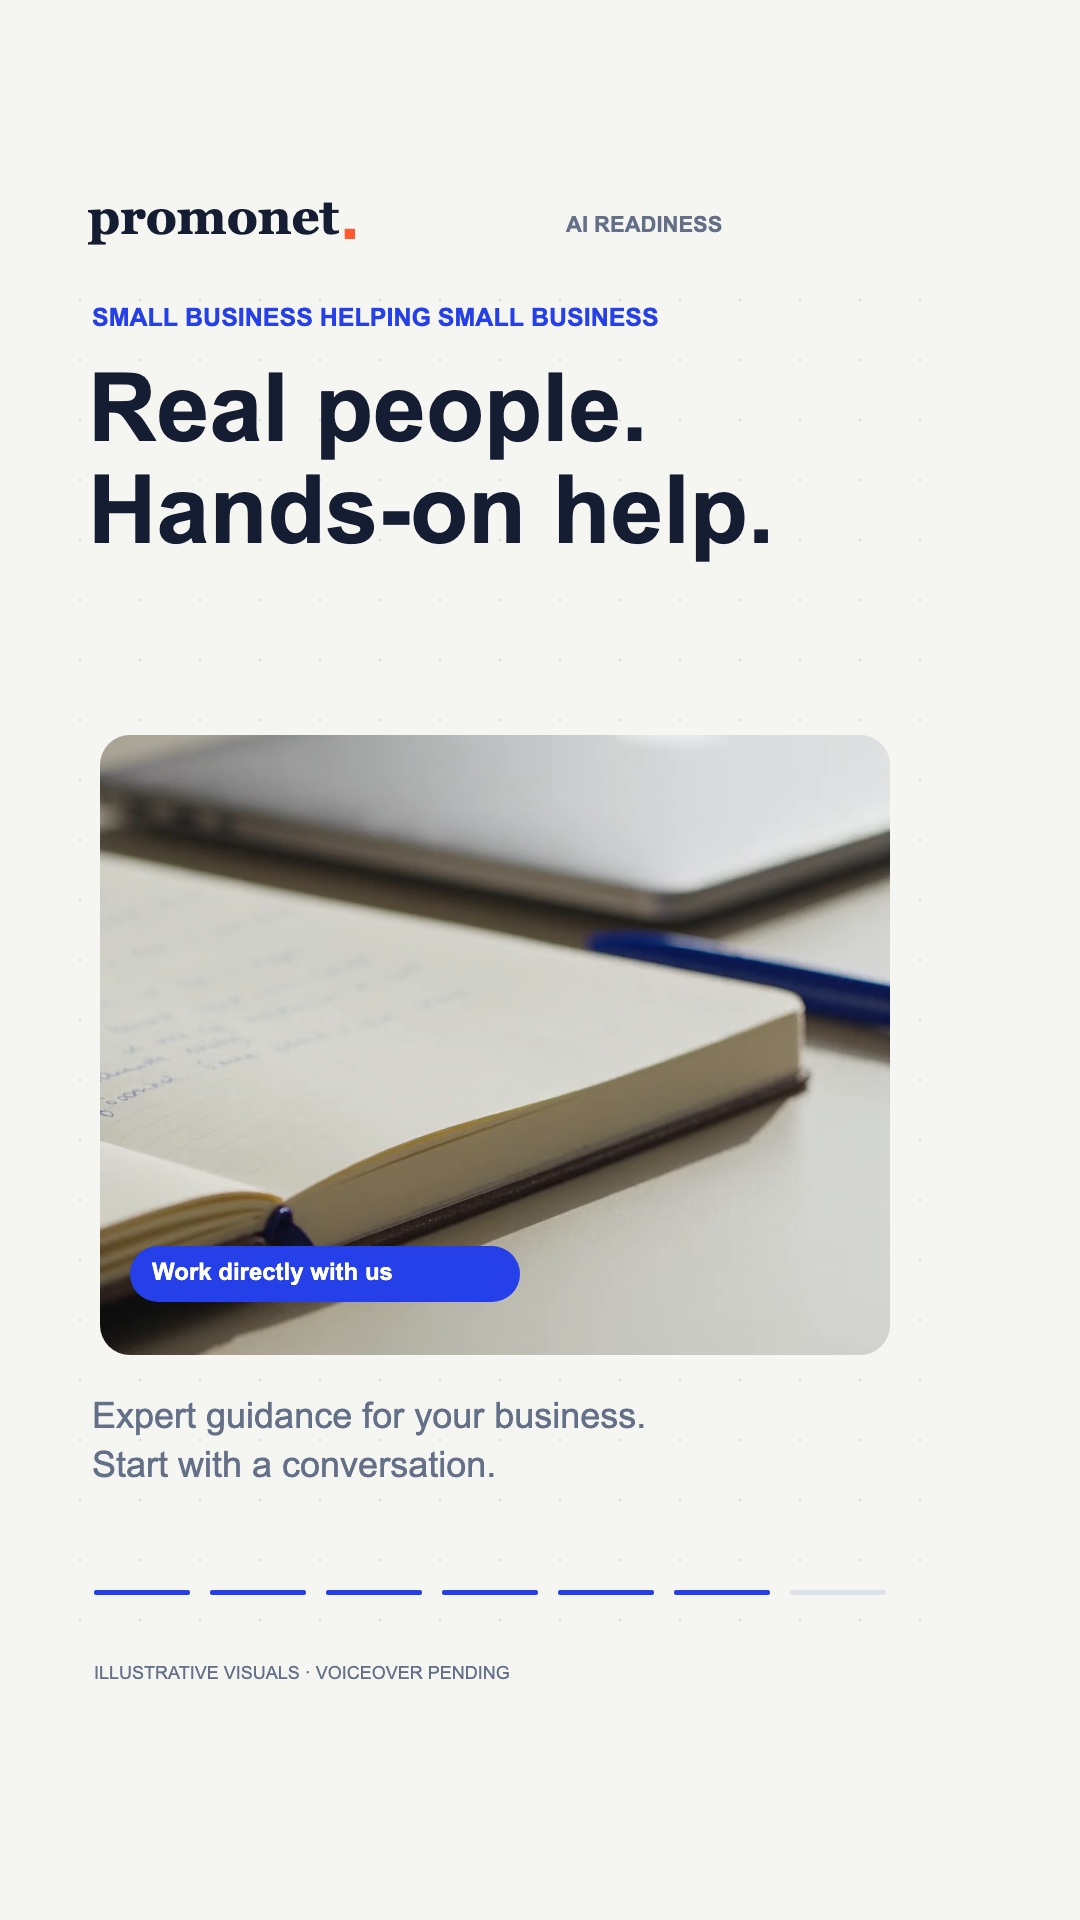 promonet.
AI READINESS
SMALL BUSINESS HELPING SMALL BUSINESS
Real people.
Hands-on help.
Work directly with us
Expert guidance for your business.
Start with a conversation.
ILLUSTRATIVE VISUALS · VOICEOVER PENDING